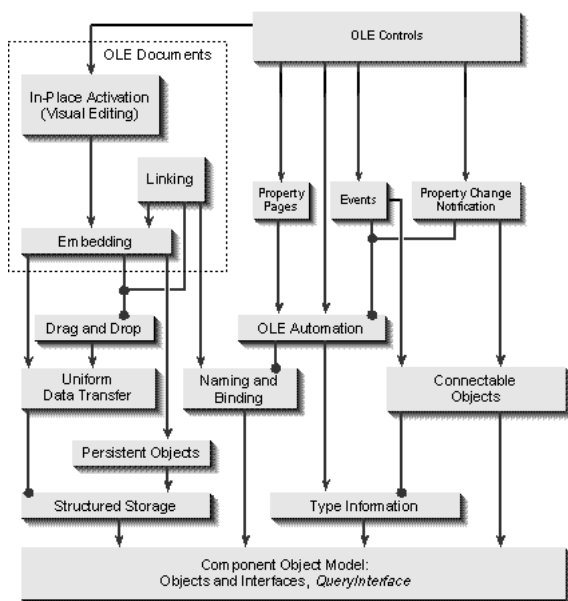 OLE Controls
OLE Documents
In-Place Activation
(Visual Editing)
Linking
Property
Pages
Events
Property Change
Notification
Embedding
Drag and Drop
OLE Automation
Uniform
Data Transfer
Naming and
Binding
Connectable
Objects
Persistent Objects
Structured Storage
Type Information
Component Object Model:
Objects and Interfaces, QueryInterface